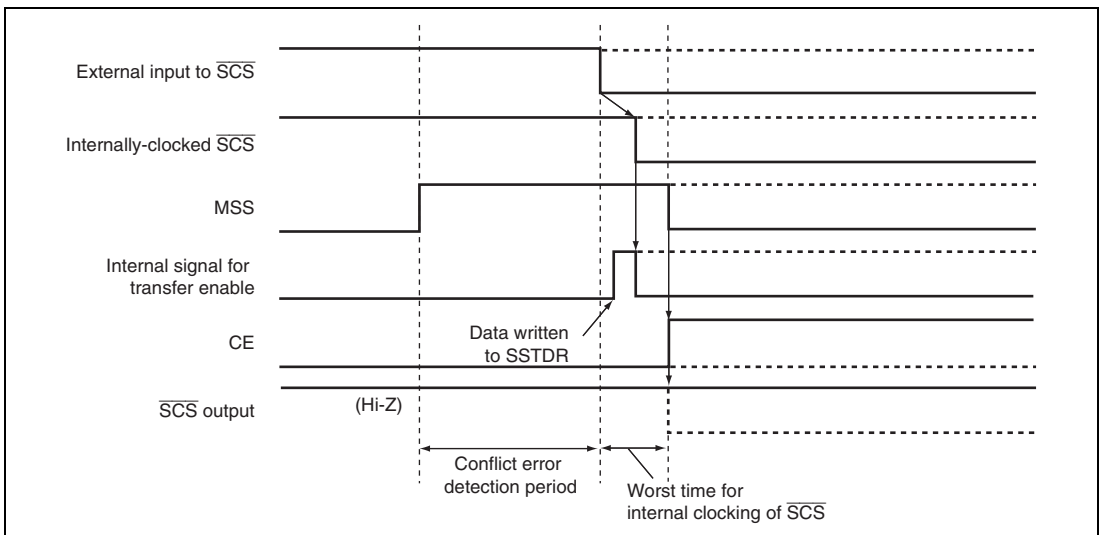 External input to SCS
Internally-clocked SCS
MSS
Internal signal for
transfer enable
Data written
to SSTDR
CE
SCS output
(Hi-Z)
Conflict error
detection period
Worst time for
internal clocking of SCS